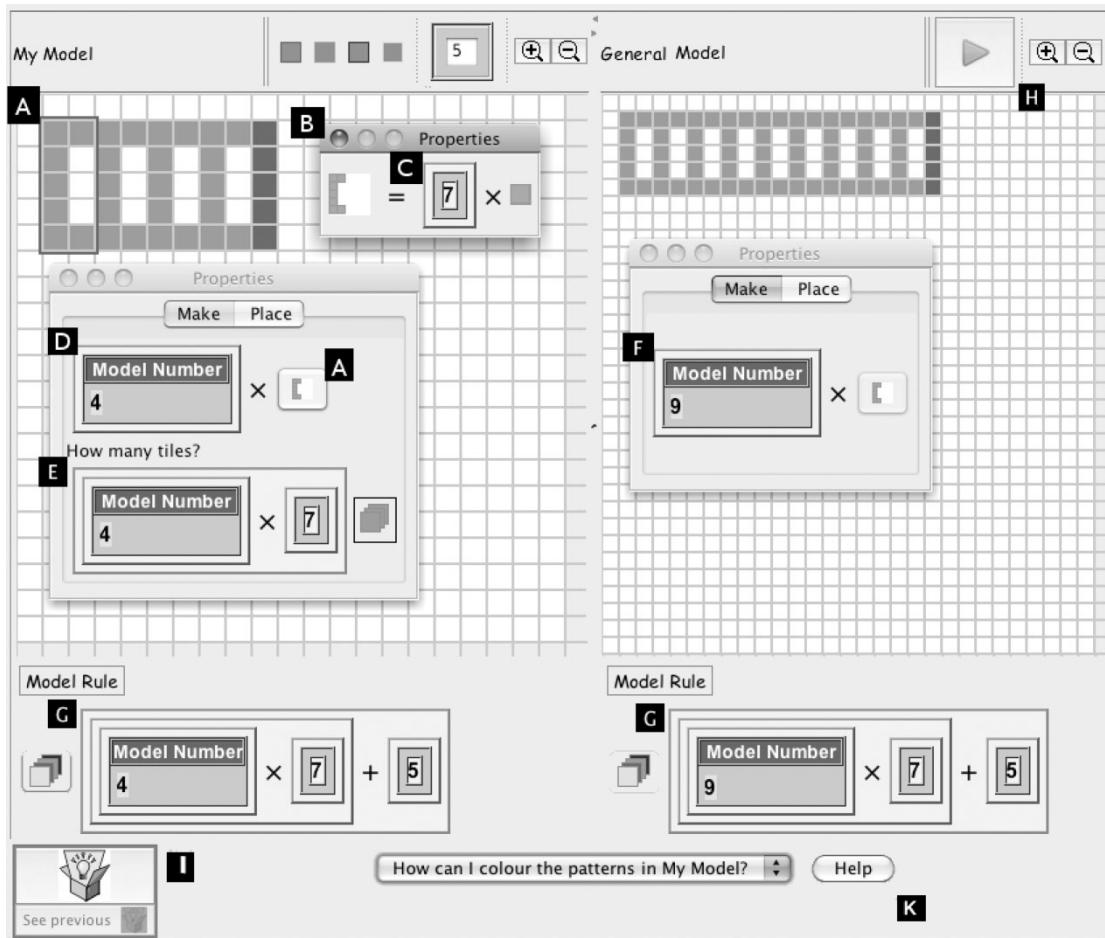 My Model
5
General Model
H
A
B
Properties
C
= 7 ×
Properties
Make Place
D
Model Number
4
×
A
How many tiles?
E
Model Number
4
× 7
Properties
Make Place
F
Model Number
9
×
Model Rule
G
Model Number
4
× 7 + 5
Model Rule
G
Model Number
9
× 7 + 5
I
See previous
How can I colour the patterns in My Model?
Help
K